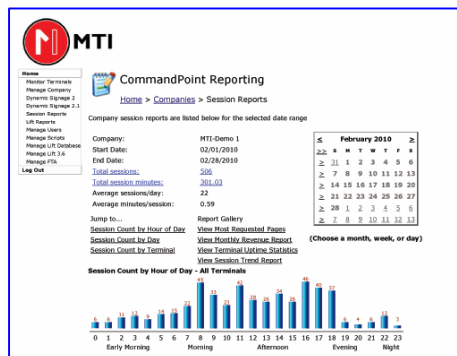 MTI
Home
Monitor Terminals
Manage Company
Dynamic Signage 2
Dynamic Signage 2.1
Session Reports
Lift Reports
Manage Users
Manage Scripts
Manage Lift Database
Manage Lift 3.6
Manage FTA
Log Out
CommandPoint Reporting
Home > Companies > Session Reports
Company session reports are listed below for the selected date range
Company: MTI-Demo 1
Start Date: 02/01/2010
End Date: 02/28/2010
Total sessions: 506
Total session minutes: 301.03
Average sessions/day: 22
Average minutes/session: 0.59
< February 2010 >
>> S M T W T F S
> 31 1 2 3 4 5 6
> 7 8 9 10 11 12 13
> 14 15 16 17 18 19 20
> 21 22 23 24 25 26 27
> 28 1 2 3 4 5 6
> 7 8 9 10 11 12 13
(Choose a month, week, or day)
Jump to... Report Gallery
Session Count by Hour of Day View Most Requested Pages
Session Count by Day View Monthly Revenue Report
Session Count by Terminal View Terminal Uptime Statistics
View Session Trend Report
Session Count by Hour of Day - All Terminals
6 6 11 9 14 22 33 21 42 28 34 46 40 37 6 4 6 12 3
0 1 2 3 4 5 6 7 8 9 10 11 12 13 14 15 16 17 18 19 20 21 22 23
Early Morning Morning Afternoon Evening Night